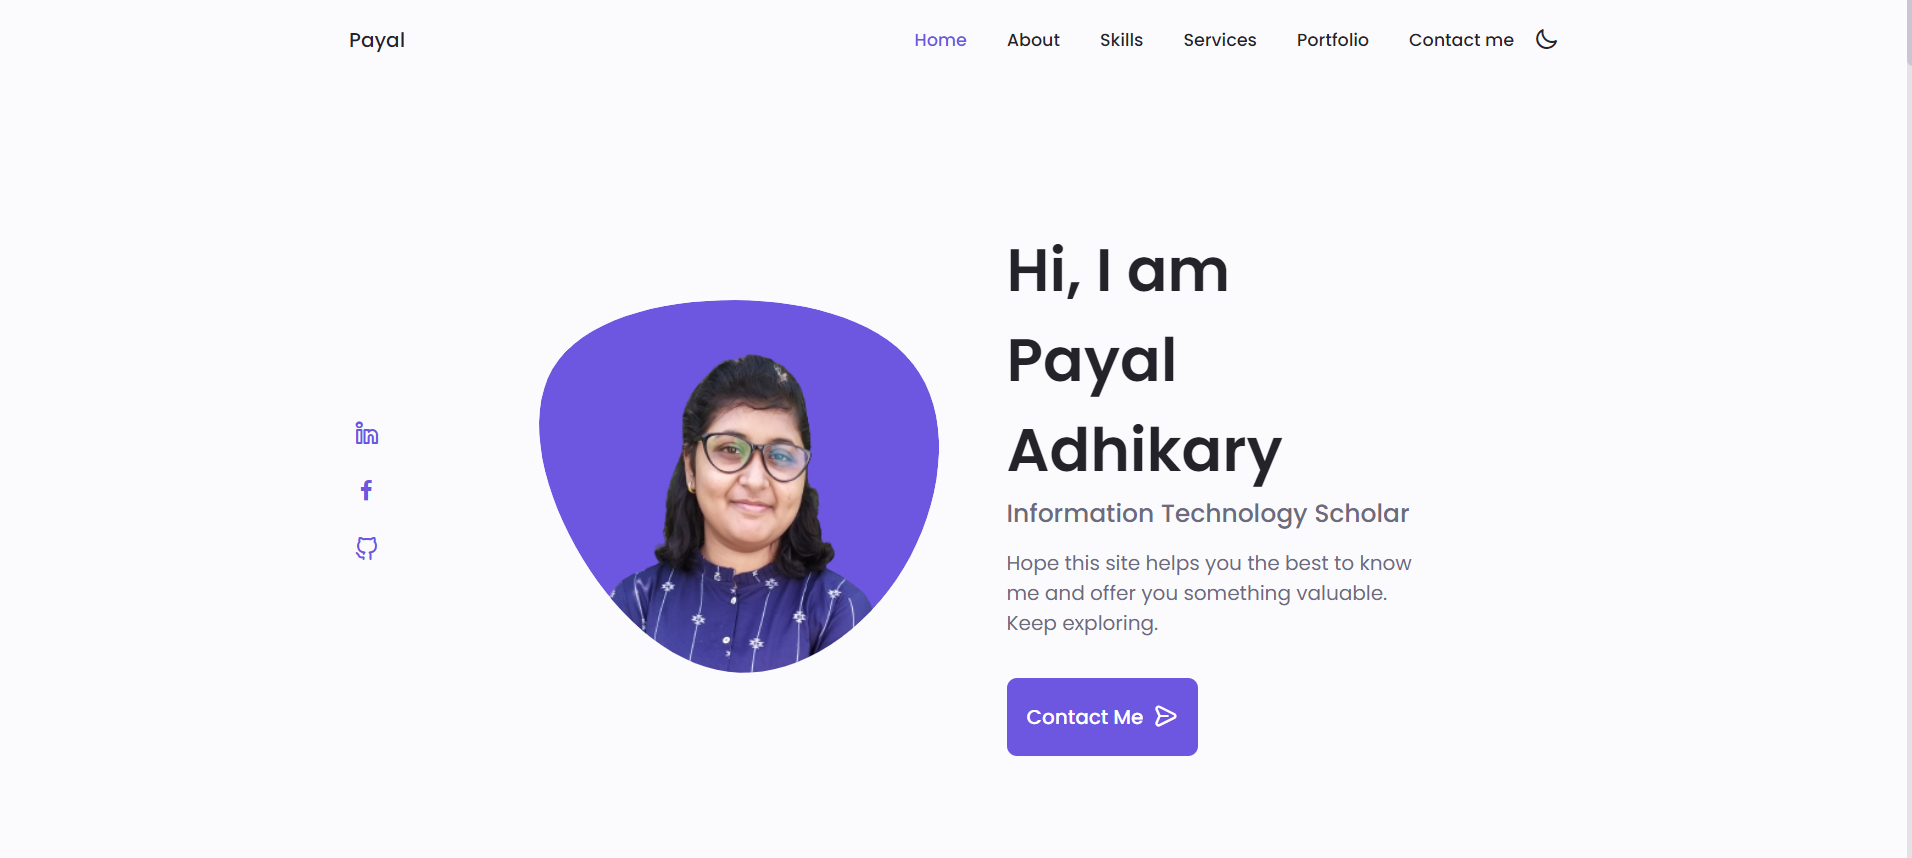 Payal
Home About Skills Services Portfolio Contact me
Hi, I am
Payal
Adhikary
Information Technology Scholar
Hope this site helps you the best to know
me and offer you something valuable.
Keep exploring.
Contact Me